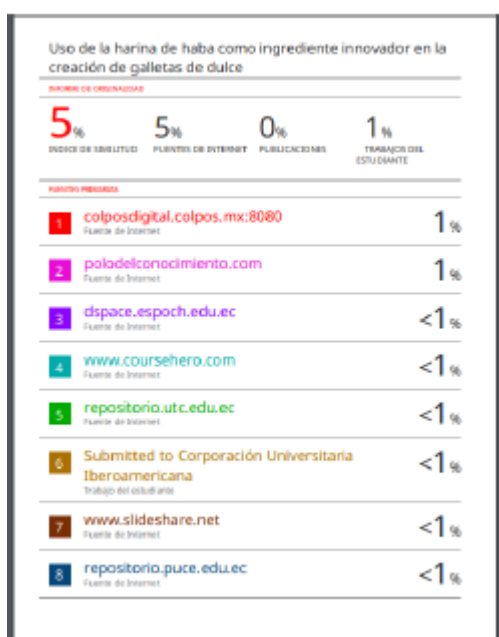 Uso de la harina de haba como ingrediente innovador en la
creación de galletas de dulce
INFORME DE ORIGINALIDAD
5% 5% 0% 1%
INDICE DE SIMILITUD FUENTES DE INTERNET PUBLICACIONES TRABAJOS DEL
ESTUDIANTE
FUENTES PRIMARIAS
1 colposdigital.colpos.mx:8080 1%
Fuente de Internet
2 polodelconocimiento.com 1%
Fuente de Internet
3 dspace.espoch.edu.ec <1%
Fuente de Internet
4 www.coursehero.com <1%
Fuente de Internet
5 repositorio.utc.edu.ec <1%
Fuente de Internet
6 Submitted to Corporación Universitaria <1%
Iberoamericana
Trabajo del estudiante
7 www.slideshare.net <1%
Fuente de Internet
8 repositorio.puce.edu.ec <1%
Fuente de Internet